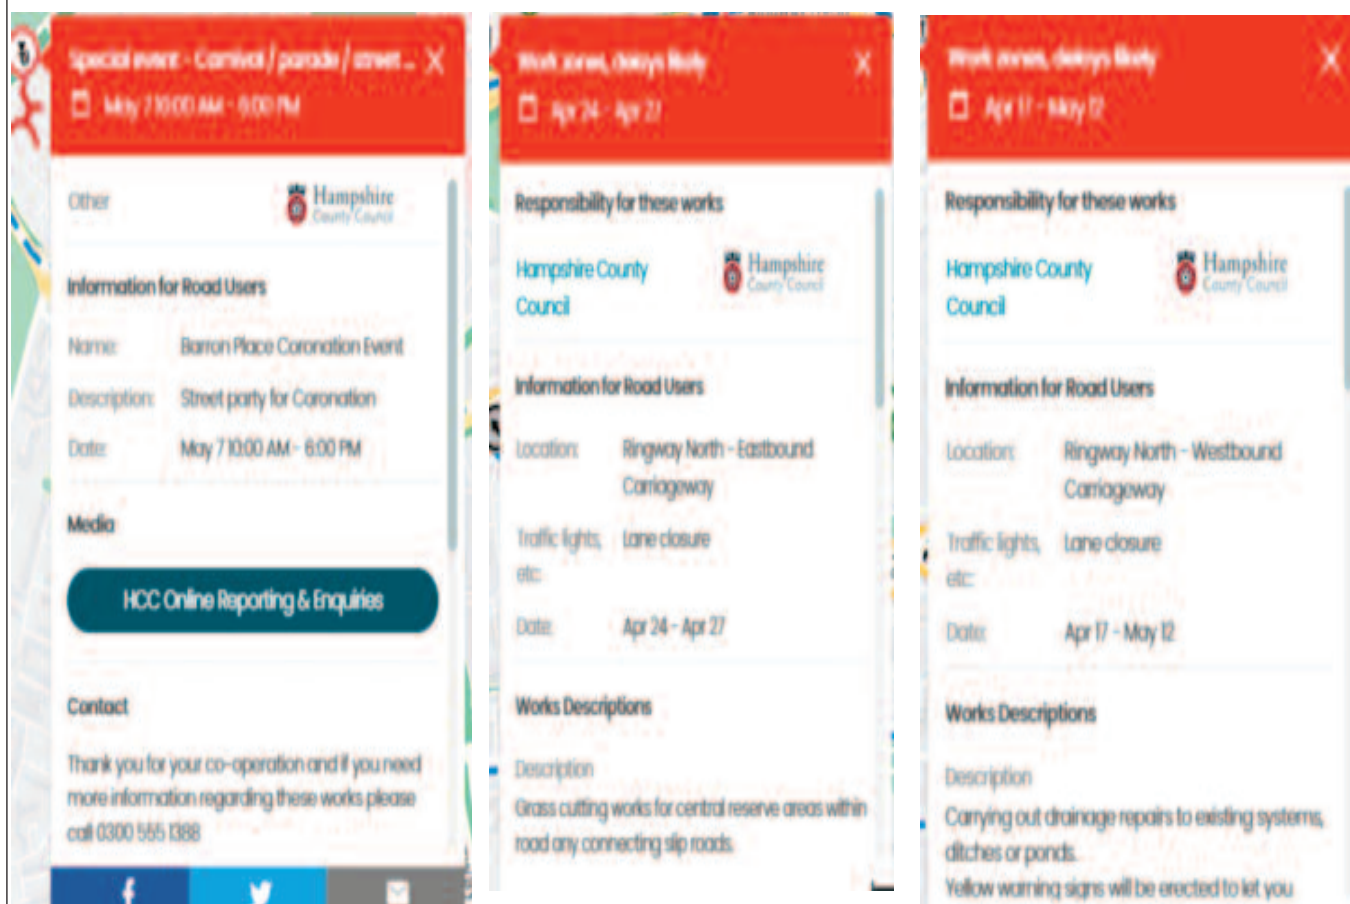 Special event - Carnival / parade / street ...
May 7 10:00 AM - 6:00 PM
Other
Hampshire
County Council
Information for Road Users
Name: Barron Place Coronation Event
Description: Street party for Coronation
Date: May 7 10:00 AM - 6:00 PM
Media
HCC Online Reporting & Enquiries
Contact
Thank you for your co-operation and if you need
more information regarding these works please
call 0300 555 1388
Work zones, delays likely
Apr 24 - Apr 27
Responsibility for these works
Hampshire County
Council
Hampshire
County Council
Information for Road Users
Location: Ringway North - Eastbound
Carriageway
Traffic lights, Lane closure
etc:
Date: Apr 24 - Apr 27
Works Descriptions
Description
Grass cutting works for central reserve areas within
road any connecting slip roads.
Work zones, delays likely
Apr 17 - May 12
Responsibility for these works
Hampshire County
Council
Hampshire
County Council
Information for Road Users
Location: Ringway North - Westbound
Carriageway
Traffic lights, Lane closure
etc:
Date: Apr 17 - May 12
Works Descriptions
Description
Carrying out drainage repairs to existing systems,
ditches or ponds.
Yellow warning signs will be erected to let you